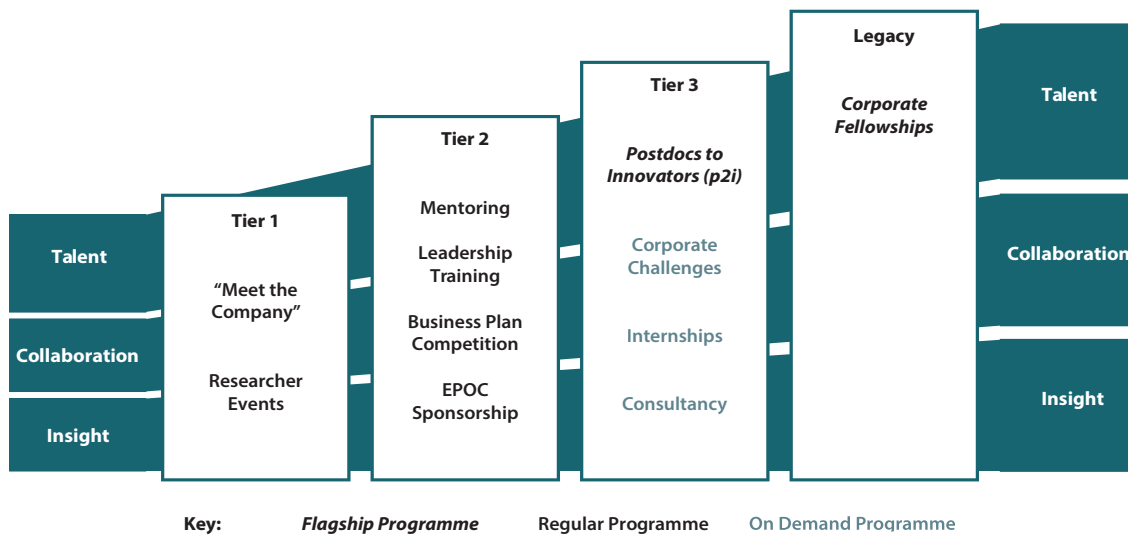 Talent
Collaboration
Insight
Tier 1
“Meet the
Company”
Researcher
Events
Tier 2
Mentoring
Leadership
Training
Business Plan
Competition
EPOC
Sponsorship
Tier 3
Postdocs to
Innovators (p2i)
Corporate
Challenges
Internships
Consultancy
Legacy
Corporate
Fellowships
Talent
Collaboration
Insight
Key: Flagship Programme Regular Programme On Demand Programme